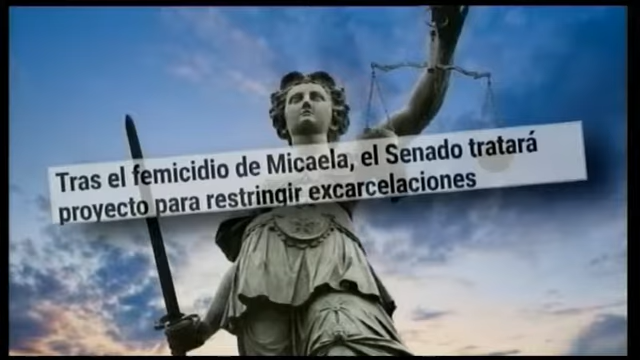 Tras el femicidio de Micaela, el Senado tratará
proyecto para restringir excarcelaciones